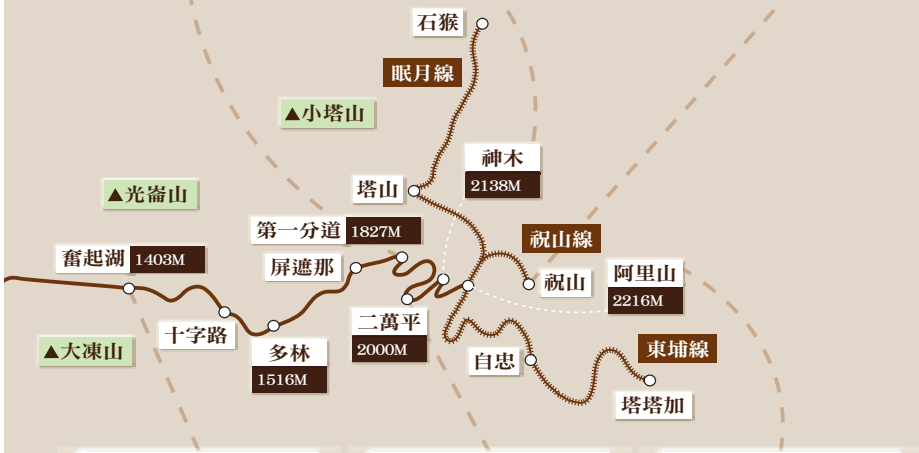 石猴
眠月線
▲小塔山
神木
2138M
塔山
▲光崙山
第一分道 1827M
祝山線
奮起湖 1403M
屏遮那
祝山
阿里山
2216M
十字路
二萬平
2000M
▲大凍山
多林
1516M
自忠
東埔線
塔塔加